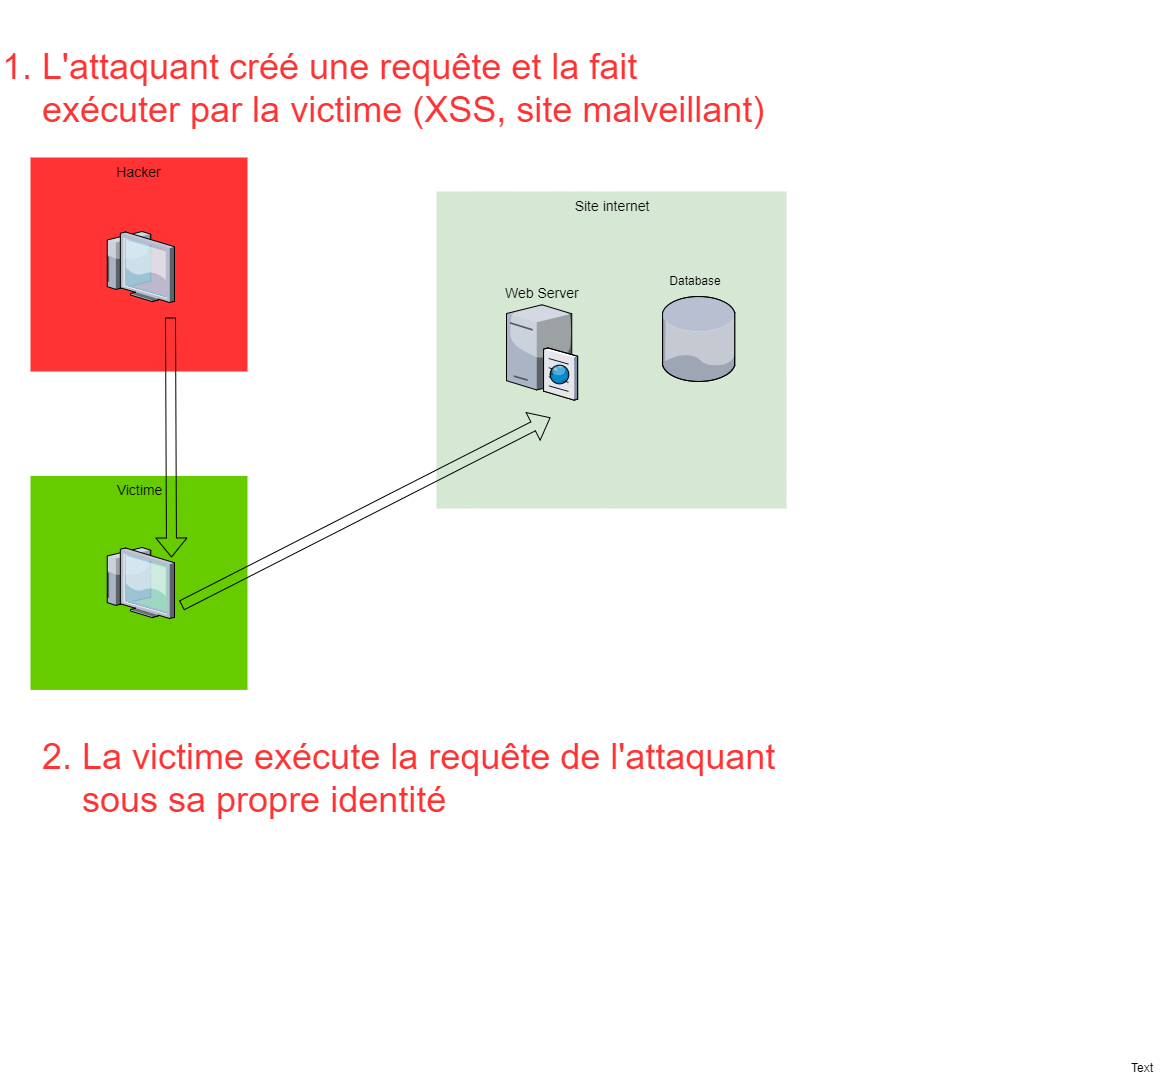 1. L'attaquant créé une requête et la fait
exécuter par la victime (XSS, site malveillant)
Hacker
Site internet
Database
Web Server
Victime
2. La victime exécute la requête de l'attaquant
sous sa propre identité
Text